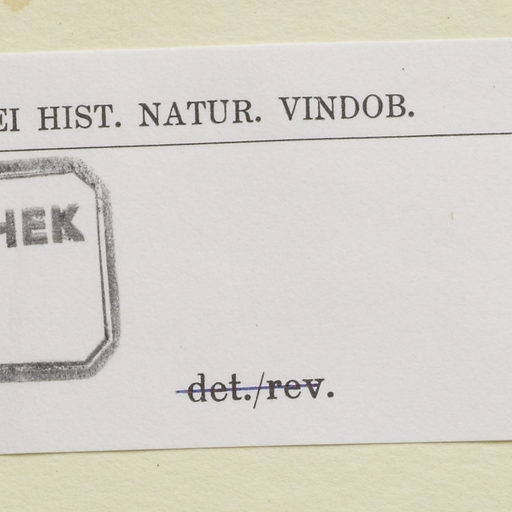 EI HIST. NATUR. VINDOB.
HEK
det./rev.